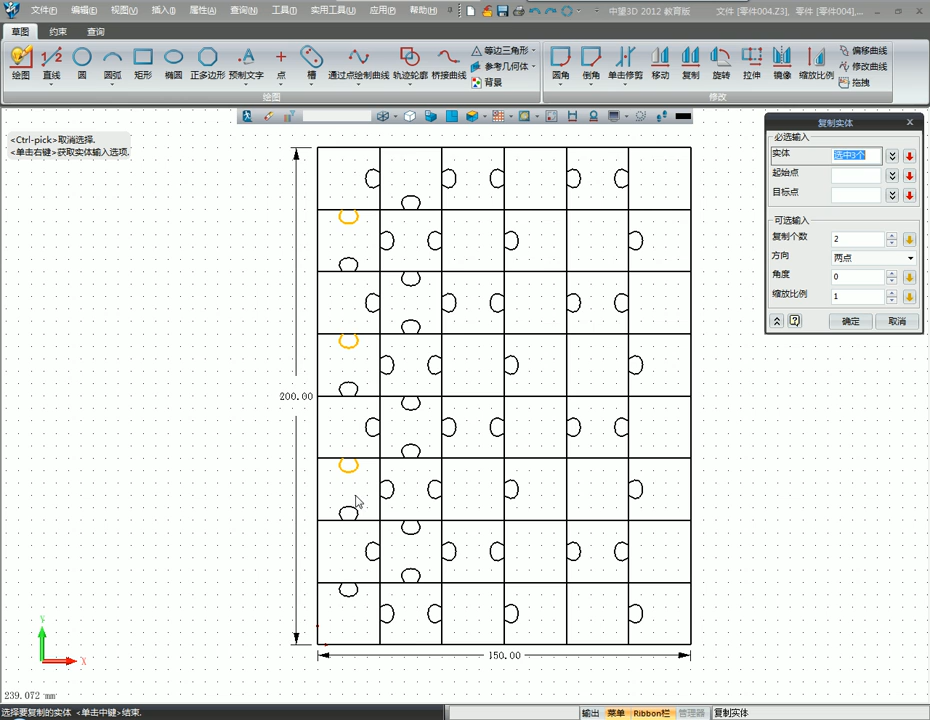 文件(F) 编辑(E) 视图(V) 插入(I) 属性(A) 查询(N) 工具(T) 实用工具(U) 应用(P) 帮助(H) 中望3D 2012 教育版 文件 [零件004.Z3], 零件 [零件004],...
草图 约束 查询
绘图 直线 圆 圆弧 矩形 椭圆 正多边形 预制文字 点 槽 通过点绘制曲线 轨迹轮廓 桥接曲线
等边三角形
参考几何体
背景
圆角 倒角 单击修剪 移动 复制 旋转 拉伸 镜像 缩放比例
偏移曲线
修改曲线
拖拽
绘图 修改
<Ctrl-pick>取消选择.
<单击右键>获取实体输入选项.
复制实体
必选输入
实体 选中3个
起始点
目标点
可选输入
复制个数 2
方向 两点
角度 0
缩放比例 1
确定 取消
200.00
150.00
Y
X
239.072 mm
选择要复制的实体 <单击中键>结束.
输出 菜单 Ribbon栏 管理器 复制实体